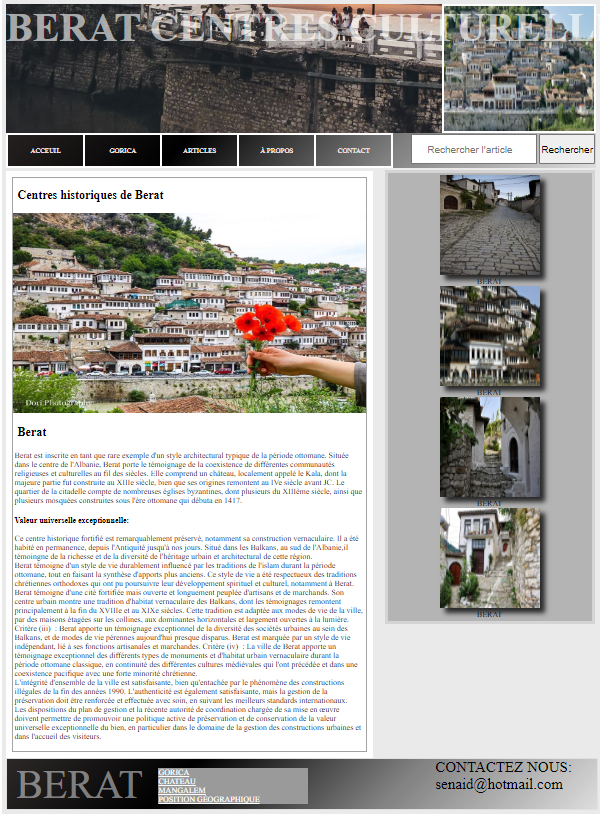 BERAT CENTRES CULTURELL
ACCEUIL
GORICA
ARTICLES
À PROPOS
CONTACT
Rechercher l'article
Rechercher
Centres historiques de Berat
Dori Photography
Berat
Berat est inscrite en tant que rare exemple d'un style architectural typique de la période ottomane. Située
dans le centre de l'Albanie, Berat porte le témoignage de la coexistence de différentes communautés
religieuses et culturelles au fil des siècles. Elle comprend un château, localement appelé le Kala, dont la
majeure partie fut construite au XIIIe siècle, bien que ses origines remontent au IVe siècle avant JC. Le
quartier de la citadelle compte de nombreuses églises byzantines, dont plusieurs du XIIIème siècle, ainsi que
plusieurs mosquées construites sous l'ère ottomane qui débuta en 1417.
Valeur universelle exceptionnelle:
Ce centre historique fortifié est remarquablement préservé, notamment sa construction vernaculaire. Il a été
habité en permanence, depuis l'Antiquité jusqu'à nos jours. Situé dans les Balkans, au sud de l'Albanie,il
témoingne de la richesse et de la diversité de l'héritage urbain et architectural de cette région.
Berat témoigne d'un style de vie durablement influencé par les traditions de l'islam durant la période
ottomane, tout en faisant la synthèse d'apports plus anciens. Ce style de vie a été respectueux des traditions
chrétiennes orthodoxes qui ont pu poursuivre leur développement spirituel et culturel, notamment à Berat.
Berat témoigne d'une cité fortifiée mais ouverte et longuement peuplée d'artisans et de marchands. Son
centre urbain montre une tradition d'habitat vernaculaire des Balkans, dont les témoignages remontent
principalement à la fin du XVIIIe et au XIXe siècles. Cette tradition est adaptée aux modes de vie de la ville,
par des maisons étagées sur les collines, aux dominantes horizontales et largement ouvertes à la lumière.
Critère (iii) : Berat apporte un témoignage exceptionnel de la diversité des sociétés urbaines au sein des
Balkans, et de modes de vie pérennes aujourd'hui presque disparus. Berat est marquée par un style de vie
indépendant, lié à ses fonctions artisanales et marchandes. Critère (iv) : La ville de Berat apporte un
témoignage exceptionnel des différents types de monuments et d'habitat urbain vernaculaire durant la
période ottomane classique, en continuité des différentes cultures médiévales qui l'ont précédée et dans une
coexistence pacifique avec une forte minorité chrétienne.
L'intégrité d'ensemble de la ville est satisfaisante, bien qu'entachée par le phénomène des constructions
illégales de la fin des années 1990. L'authenticité est également satisfaisante, mais la gestion de la
préservation doit être renforcée et effectuée avec soin, en suivant les meilleurs standards internationaux.
Les dispositions du plan de gestion et la récente autorité de coordination chargée de sa mise en œuvre
doivent permettre de promouvoir une politique active de préservation et de conservation de la valeur
universelle exceptionnelle du bien, en particulier dans le domaine de la gestion des constructions urbaines et
dans l'accueil des visiteurs.
BERAT
BERAT
BERAT
BERAT
BERAT
GORICA
CHATEAU
MANGALEM
POSITION GÉOGRAPHIQUE
CONTACTEZ NOUS:
senaid@hotmail.com